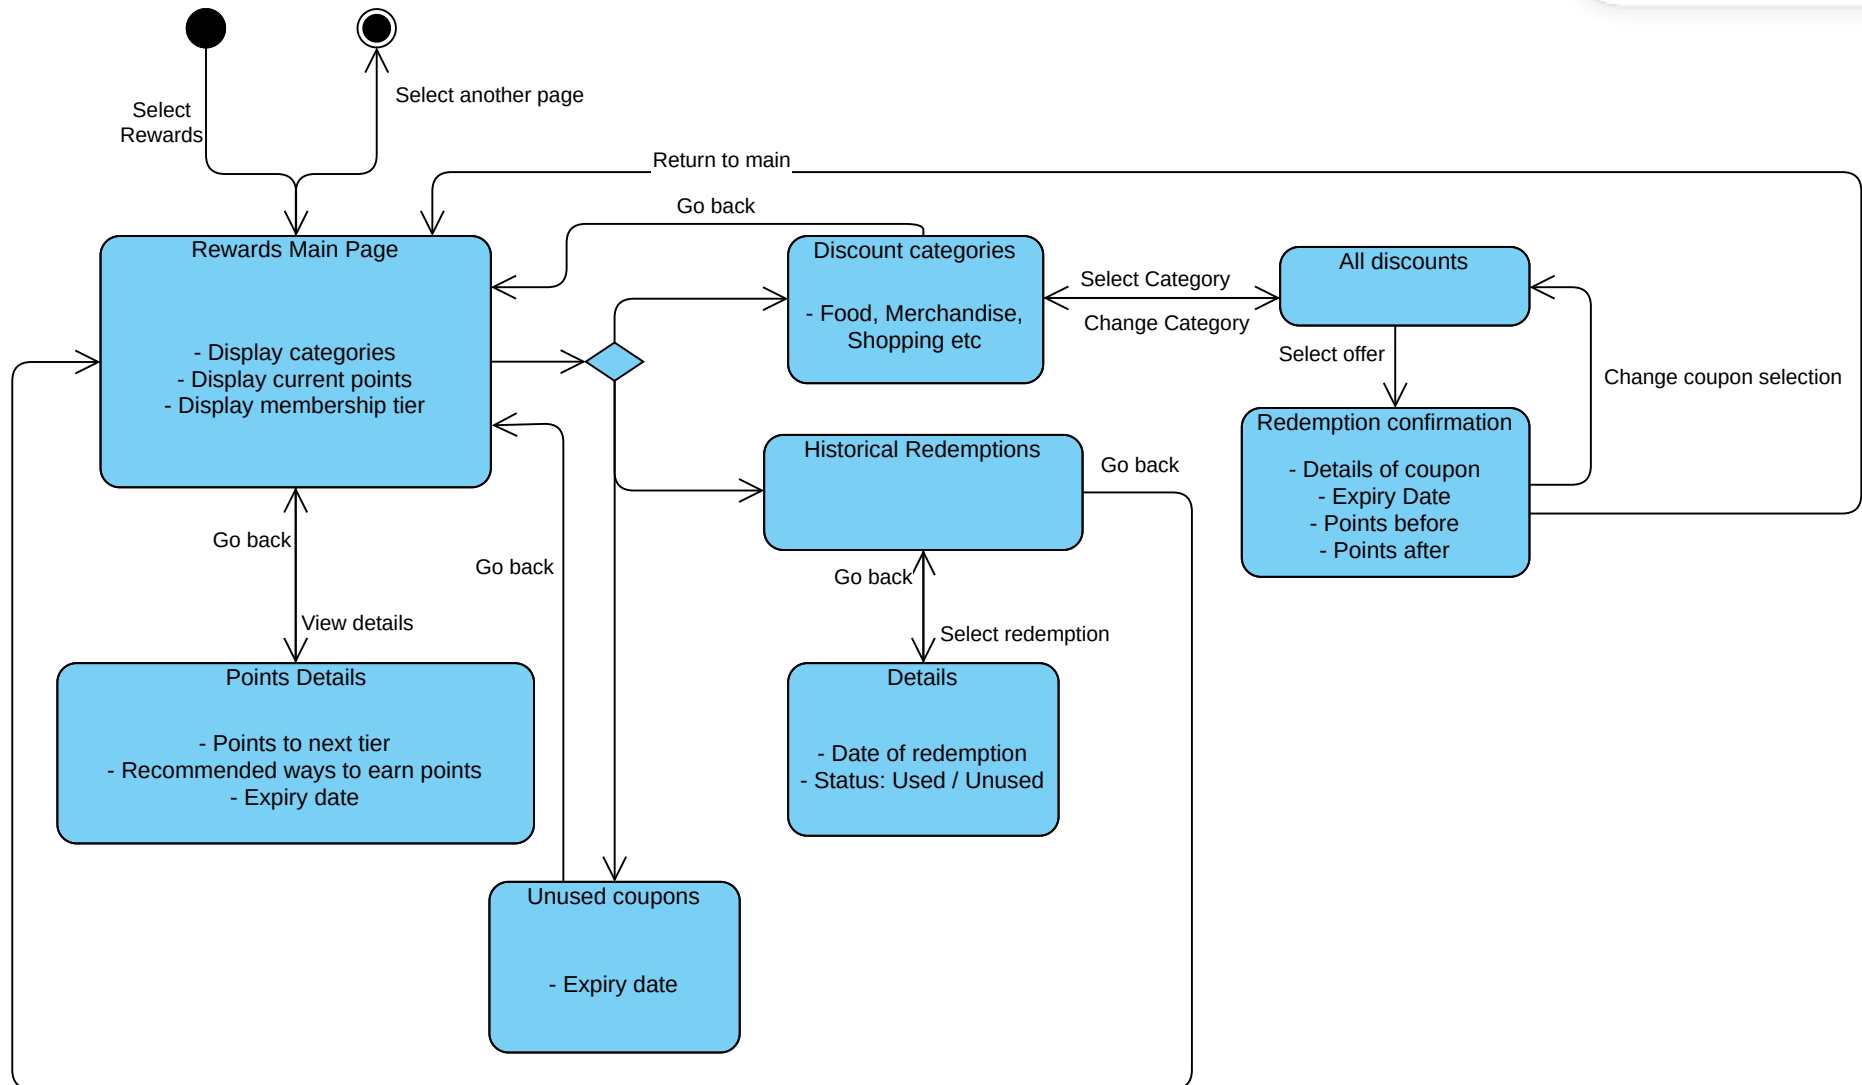 Select
Rewards
Select another page
Return to main
Go back
Rewards Main Page
- Display categories
- Display current points
- Display membership tier
Discount categories
- Food, Merchandise,
Shopping etc
Select Category
Change Category
All discounts
Select offer
Change coupon selection
Redemption confirmation
- Details of coupon
- Expiry Date
- Points before
- Points after
Historical Redemptions
Go back
Go back
View details
Go back
Go back
Select redemption
Points Details
- Points to next tier
- Recommended ways to earn points
- Expiry date
Details
- Date of redemption
- Status: Used / Unused
Unused coupons
- Expiry date